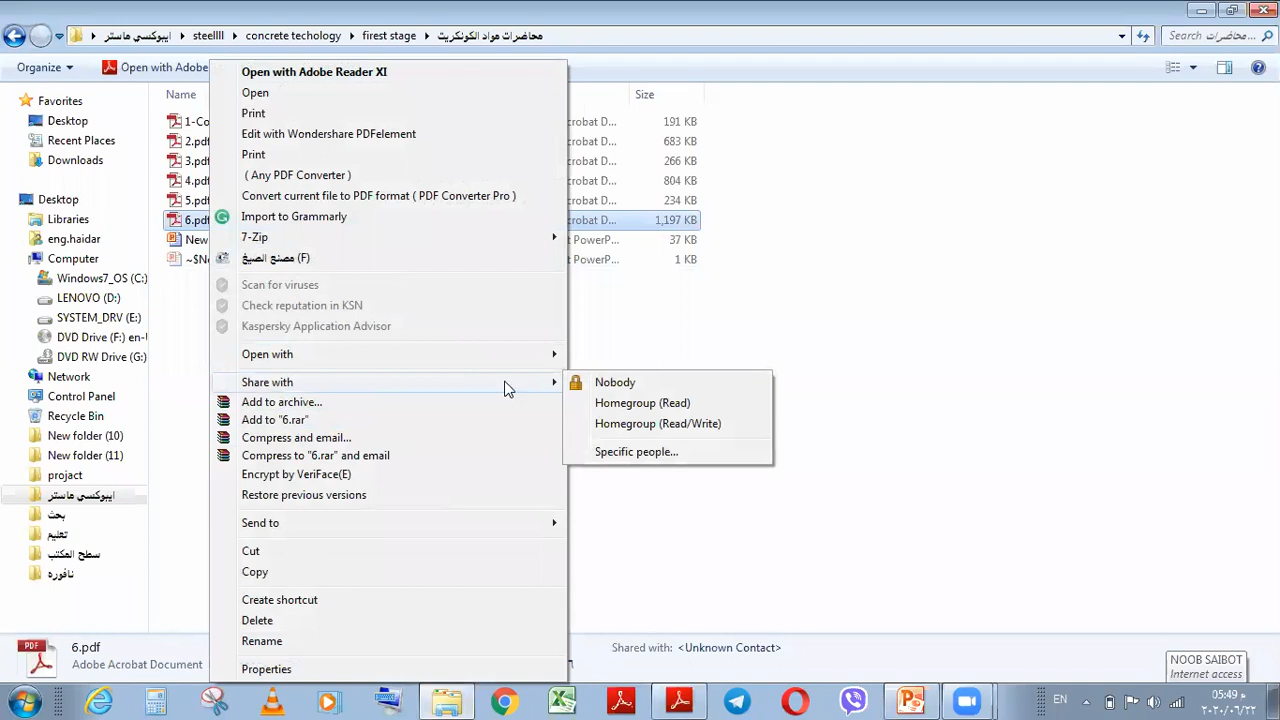 ايبوكسي ماستر ▸ steellll ▸ concrete techology ▸ firest stage ▸ محاضرات مواد الكونكريت
Search محاضرات...
Organize
Open with Adobe
Name
Size
Favorites
Desktop
Recent Places
Downloads
Desktop
Libraries
eng.haidar
Computer
Windows7_OS (C:)
LENOVO (D:)
SYSTEM_DRV (E:)
DVD Drive (F:) en-U
DVD RW Drive (G:)
Network
Control Panel
Recycle Bin
New folder (10)
New folder (11)
projact
ايبوكسي ماستر
بحث
تعليم
سطح المكتب
نافوره
1-Co
crobat D... 191 KB
2.pdf
crobat D... 683 KB
3.pdf
crobat D... 266 KB
4.pdf
crobat D... 804 KB
5.pdf
crobat D... 234 KB
6.pdf
crobat D... 1,197 KB
New
t PowerP... 37 KB
~$Ne
t PowerP... 1 KB
Open with Adobe Reader XI
Open
Print
Edit with Wondershare PDFelement
Print
( Any PDF Converter )
Convert current file to PDF format ( PDF Converter Pro )
Import to Grammarly
7-Zip
مصنع الصيغ (F)
Scan for viruses
Check reputation in KSN
Kaspersky Application Advisor
Open with
Share with
Add to archive...
Add to "6.rar"
Compress and email...
Compress to "6.rar" and email
Encrypt by VeriFace(E)
Restore previous versions
Send to
Cut
Copy
Create shortcut
Delete
Rename
Properties
Nobody
Homegroup (Read)
Homegroup (Read/Write)
Specific people...
PDF
6.pdf
Adobe Acrobat Document
Shared with: <Unknown Contact>
NOOB SAIBOT
Internet access
EN
05:49 م
٢٠٢٠/٠٦/٢٢